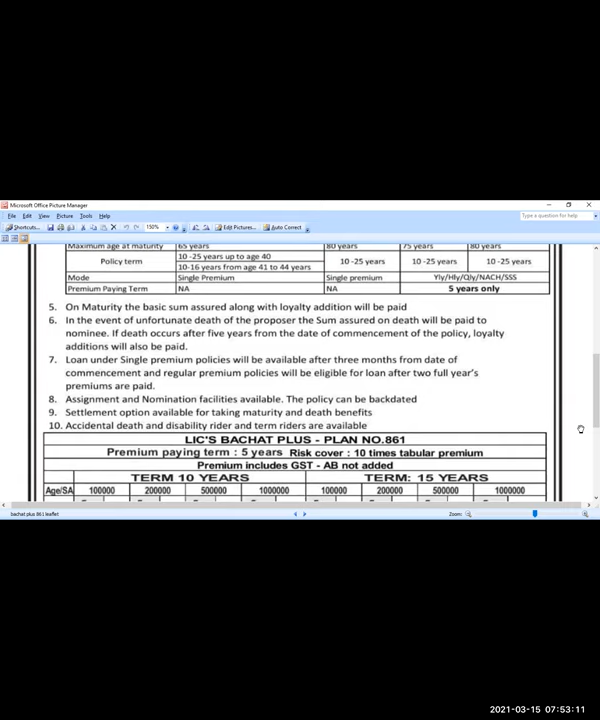 Microsoft Office Picture Manager
File Edit View Picture Tools Help
Type a question for help
Shortcuts... 150% Edit Pictures... Auto Correct
Maximum age at maturity 65 years 80 years 75 years 80 years
Policy term 10 -25 years up to age 40 10 -25 years 10 -25 years 10 -25 years
10-16 years from age 41 to 44 years
Mode Single Premium Single premium Yly/Hly/Qly/NACH/SSS
Premium Paying Term NA NA 5 years only
5. On Maturity the basic sum assured along with loyalty addition will be paid
6. In the event of unfortunate death of the proposer the Sum assured on death will be paid to
nominee. If death occurs after five years from the date of commencement of the policy, loyalty
additions will also be paid.
7. Loan under Single premium policies will be available after three months from date of
commencement and regular premium policies will be eligible for loan after two full year's
premiums are paid.
8. Assignment and Nomination facilities available. The policy can be backdated
9. Settlement option available for taking maturity and death benefits
10. Accidental death and disability rider and term riders are available
LIC'S BACHAT PLUS - PLAN NO.861
Premium paying term : 5 years Risk cover : 10 times tabular premium
Premium includes GST - AB not added
TERM 10 YEARS TERM: 15 YEARS
Age/SA 100000 200000 500000 1000000 100000 200000 500000 1000000
bachat plus 861 leaflet Zoom:
2021-03-15 07:53:11